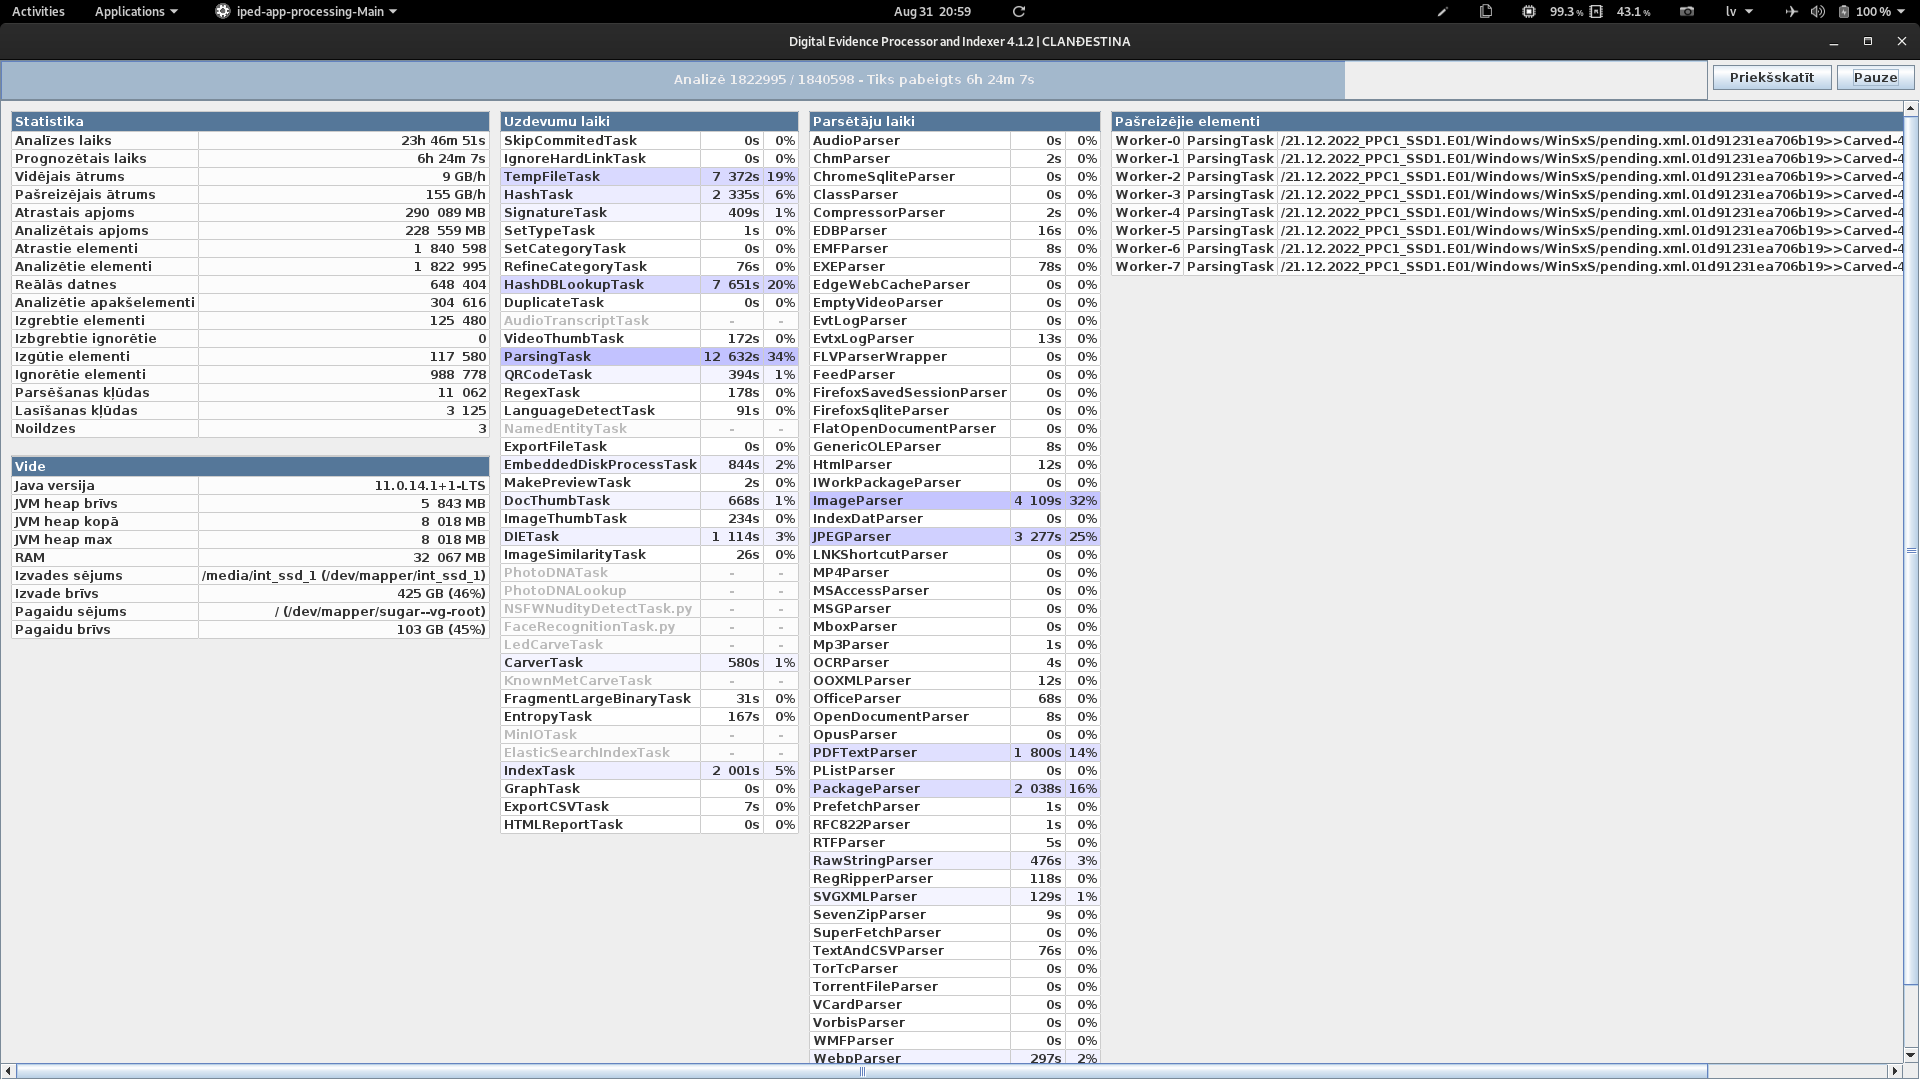 Activities Applications iped-app-processing-Main Aug 31 20:59 99.3% 43.1% lv 100 %
Digital Evidence Processor and Indexer 4.1.2 | CLANDESTINA
Analizē 1822995 / 1840598 - Tiks pabeigts 6h 24m 7s
Priekšskatīt
Pauze
Statistika
Analīzes laiks 23h 46m 51s
Prognozētais laiks 6h 24m 7s
Vidējais ātrums 9 GB/h
Pašreizējais ātrums 155 GB/h
Atrastais apjoms 290 089 MB
Analizētais apjoms 228 559 MB
Atrastie elementi 1 840 598
Analizētie elementi 1 822 995
Reālās datnes 648 404
Analizētie apakšelementi 304 616
Izgrebtie elementi 125 480
Izbgrebtie ignorētie 0
Izgūtie elementi 117 580
Ignorētie elementi 988 778
Parsēšanas kļūdas 11 062
Lasīšanas kļūdas 3 125
Noildzes 3
Vide
Java versija 11.0.14.1+1-LTS
JVM heap brīvs 5 843 MB
JVM heap kopā 8 018 MB
JVM heap max 8 018 MB
RAM 32 067 MB
Izvades sējums /media/int_ssd_1 (/dev/mapper/int_ssd_1)
Izvade brīvs 425 GB (46%)
Pagaidu sējums / (/dev/mapper/sugar--vg-root)
Pagaidu brīvs 103 GB (45%)
Uzdevumu laiki
SkipCommitedTask 0s 0%
IgnoreHardLinkTask 0s 0%
TempFileTask 7 372s 19%
HashTask 2 335s 6%
SignatureTask 409s 1%
SetTypeTask 1s 0%
SetCategoryTask 0s 0%
RefineCategoryTask 76s 0%
HashDBLookupTask 7 651s 20%
DuplicateTask 0s 0%
AudioTranscriptTask - -
VideoThumbTask 172s 0%
ParsingTask 12 632s 34%
QRCodeTask 394s 1%
RegexTask 178s 0%
LanguageDetectTask 91s 0%
NamedEntityTask - -
ExportFileTask 0s 0%
EmbeddedDiskProcessTask 844s 2%
MakePreviewTask 2s 0%
DocThumbTask 668s 1%
ImageThumbTask 234s 0%
DIETask 1 114s 3%
ImageSimilarityTask 26s 0%
PhotoDNATask - -
PhotoDNALookup - -
NSFWNudityDetectTask.py - -
FaceRecognitionTask.py - -
LedCarveTask - -
CarverTask 580s 1%
KnownMetCarveTask - -
FragmentLargeBinaryTask 31s 0%
EntropyTask 167s 0%
MinIOTask - -
ElasticSearchIndexTask - -
IndexTask 2 001s 5%
GraphTask 0s 0%
ExportCSVTask 7s 0%
HTMLReportTask 0s 0%
Parsētāju laiki
AudioParser 0s 0%
ChmParser 2s 0%
ChromeSqliteParser 0s 0%
ClassParser 0s 0%
CompressorParser 2s 0%
EDBParser 16s 0%
EMFParser 8s 0%
EXEParser 78s 0%
EdgeWebCacheParser 0s 0%
EmptyVideoParser 0s 0%
EvtLogParser 0s 0%
EvtxLogParser 13s 0%
FLVParserWrapper 0s 0%
FeedParser 0s 0%
FirefoxSavedSessionParser 0s 0%
FirefoxSqliteParser 0s 0%
FlatOpenDocumentParser 0s 0%
GenericOLEParser 8s 0%
HtmlParser 12s 0%
IWorkPackageParser 0s 0%
ImageParser 4 109s 32%
IndexDatParser 0s 0%
JPEGParser 3 277s 25%
LNKShortcutParser 0s 0%
MP4Parser 0s 0%
MSAccessParser 0s 0%
MSGParser 0s 0%
MboxParser 0s 0%
Mp3Parser 1s 0%
OCRParser 4s 0%
OOXMLParser 12s 0%
OfficeParser 68s 0%
OpenDocumentParser 8s 0%
OpusParser 0s 0%
PDFTextParser 1 800s 14%
PListParser 0s 0%
PackageParser 2 038s 16%
PrefetchParser 1s 0%
RFC822Parser 1s 0%
RTFParser 5s 0%
RawStringParser 476s 3%
RegRipperParser 118s 0%
SVGXMLParser 129s 1%
SevenZipParser 9s 0%
SuperFetchParser 0s 0%
TextAndCSVParser 76s 0%
TorTcParser 0s 0%
TorrentFileParser 0s 0%
VCardParser 0s 0%
VorbisParser 0s 0%
WMFParser 0s 0%
WebpParser 297s 2%
Pašreizējie elementi
Worker-0 ParsingTask /21.12.2022_PPC1_SSD1.E01/Windows/WinSxS/pending.xml.01d91231ea706b19>>Carved-4
Worker-1 ParsingTask /21.12.2022_PPC1_SSD1.E01/Windows/WinSxS/pending.xml.01d91231ea706b19>>Carved-4
Worker-2 ParsingTask /21.12.2022_PPC1_SSD1.E01/Windows/WinSxS/pending.xml.01d91231ea706b19>>Carved-4
Worker-3 ParsingTask /21.12.2022_PPC1_SSD1.E01/Windows/WinSxS/pending.xml.01d91231ea706b19>>Carved-4
Worker-4 ParsingTask /21.12.2022_PPC1_SSD1.E01/Windows/WinSxS/pending.xml.01d91231ea706b19>>Carved-4
Worker-5 ParsingTask /21.12.2022_PPC1_SSD1.E01/Windows/WinSxS/pending.xml.01d91231ea706b19>>Carved-4
Worker-6 ParsingTask /21.12.2022_PPC1_SSD1.E01/Windows/WinSxS/pending.xml.01d91231ea706b19>>Carved-4
Worker-7 ParsingTask /21.12.2022_PPC1_SSD1.E01/Windows/WinSxS/pending.xml.01d91231ea706b19>>Carved-4